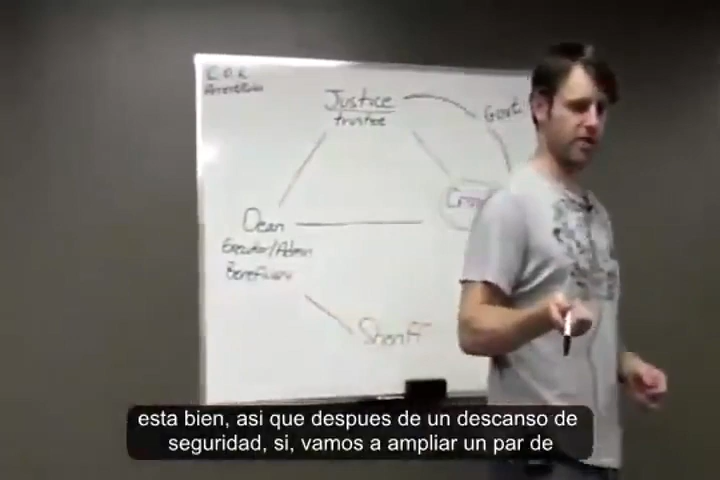 Justice
trustee
Govt
Dean
Executor/Admin
Beneficiary
Sheriff
esta bien, asi que despues de un descanso de
seguridad, si, vamos a ampliar un par de